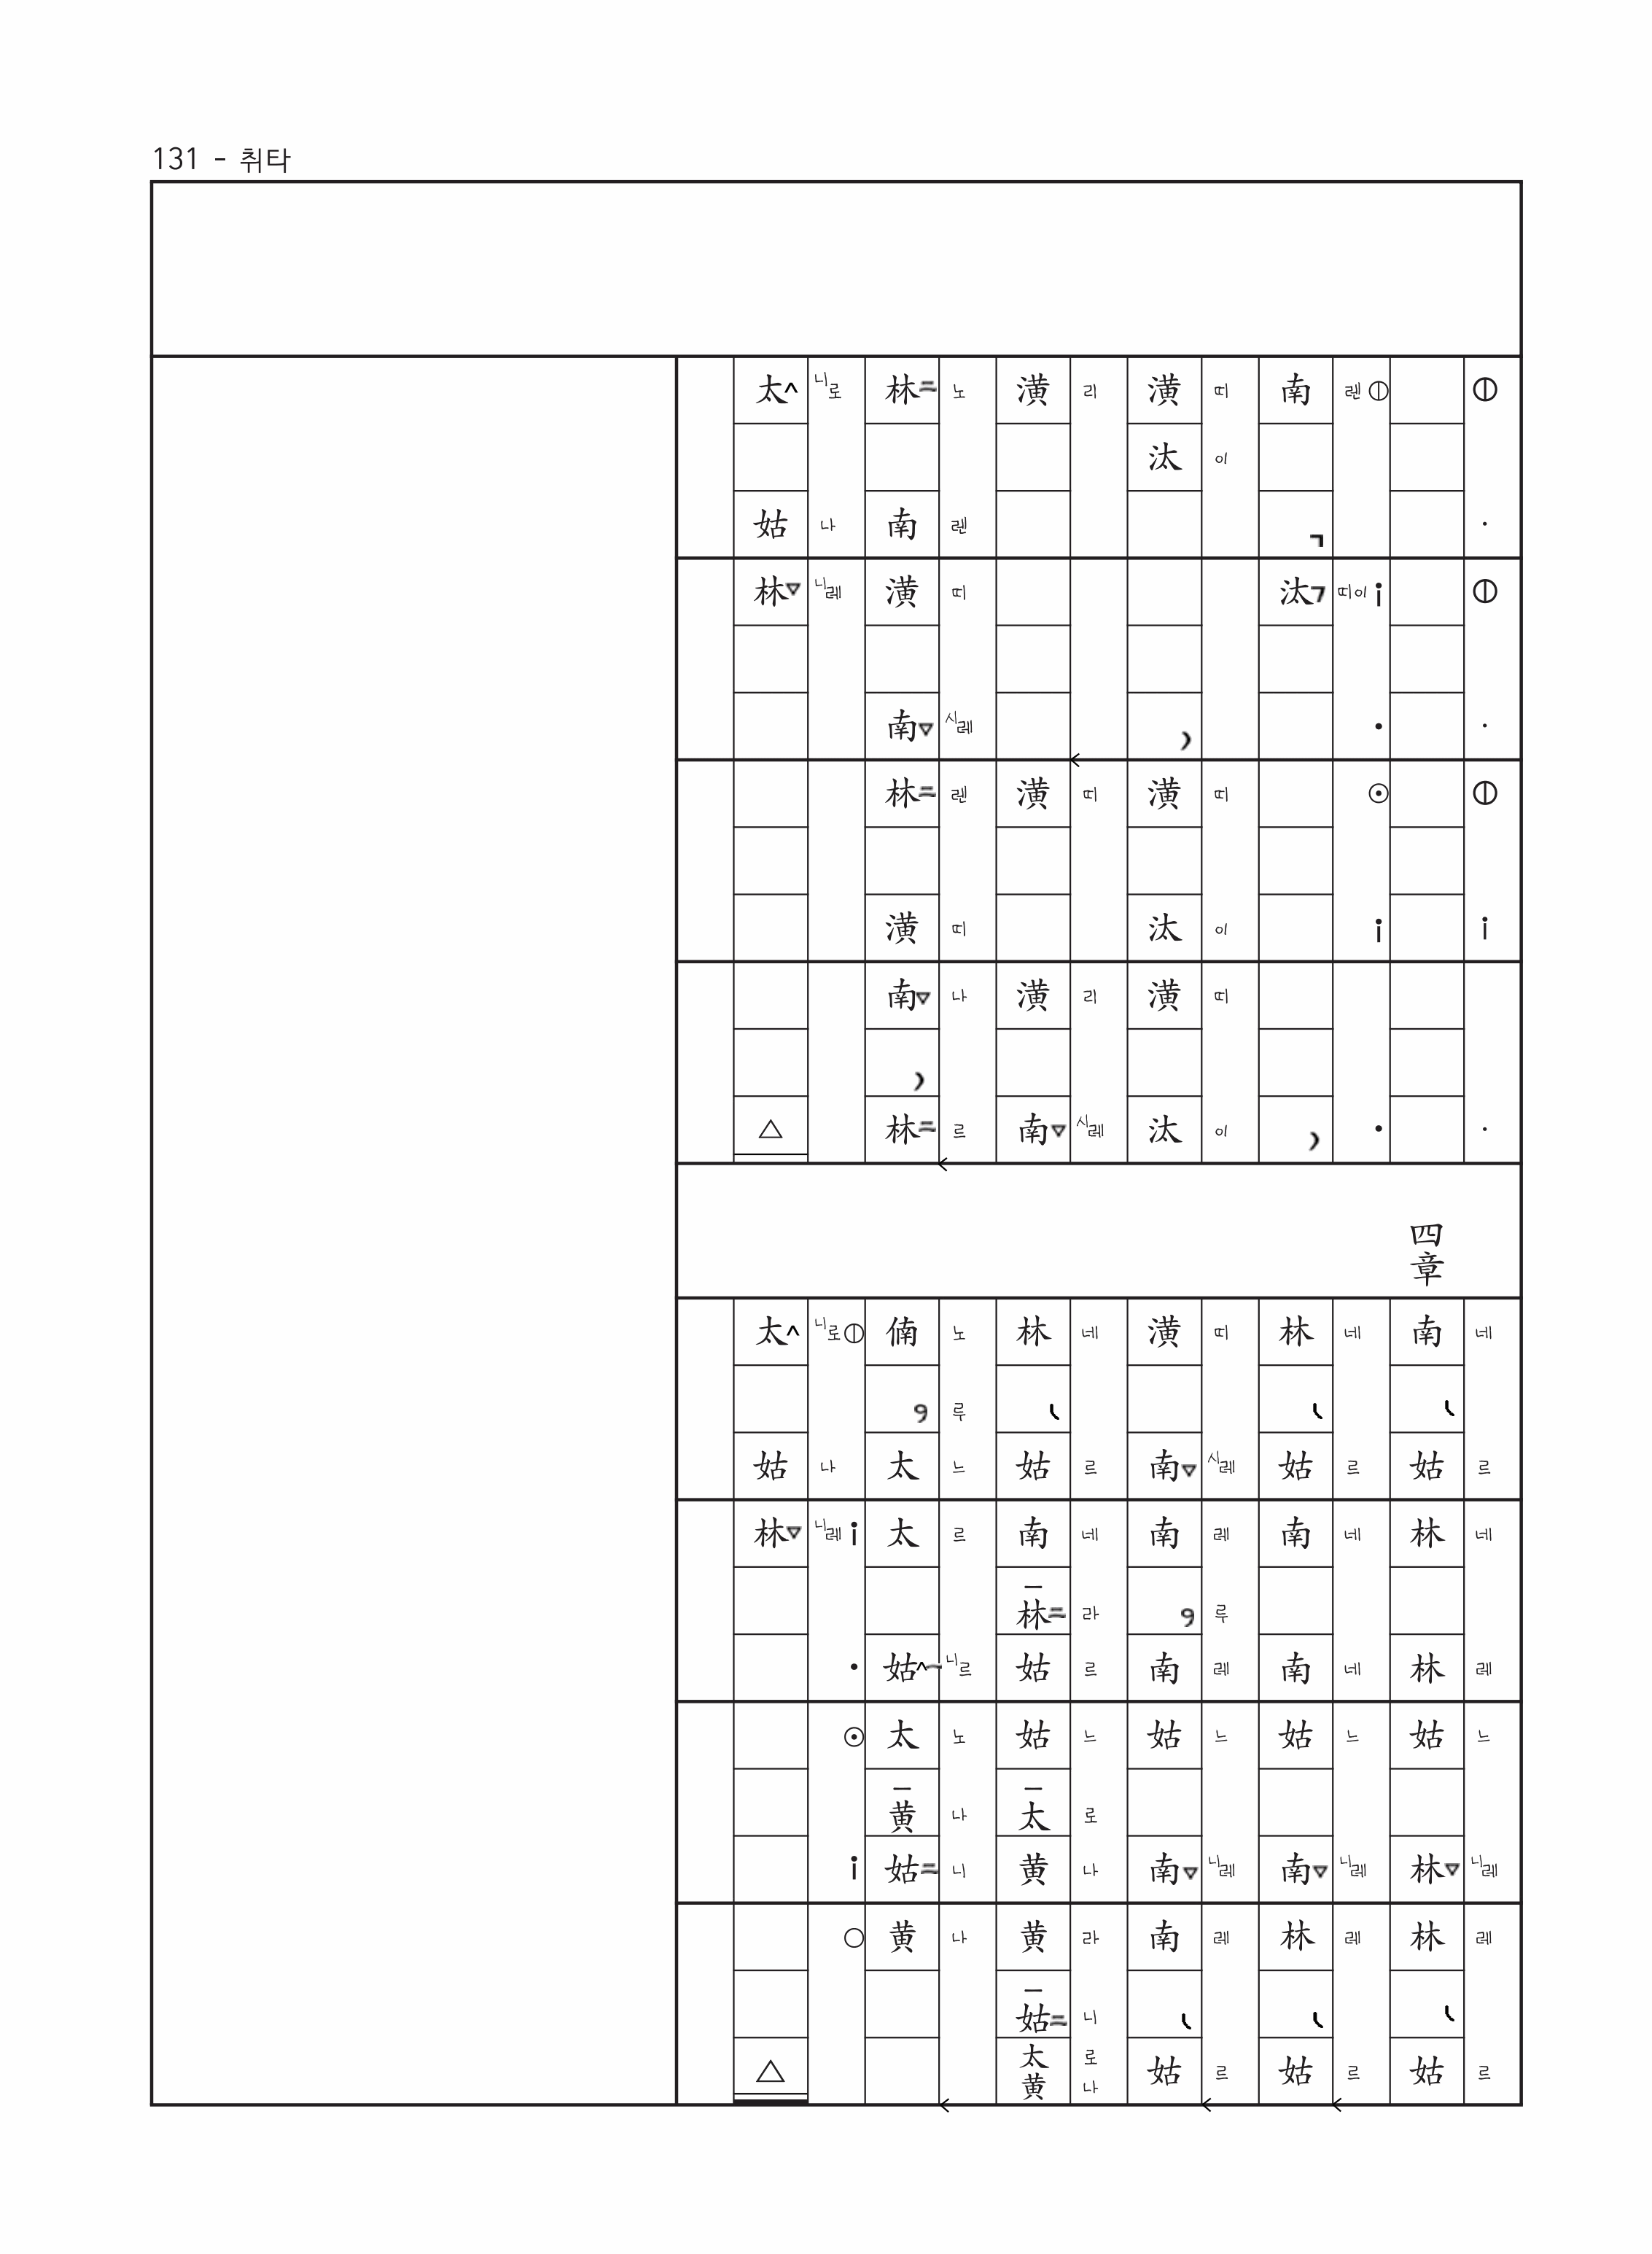 131 - 취타
南 汰
렌 띠이
潢 汰 潢 汰 潢 汰
띠 이 띠 이 띠 이
潢 潢 潢 南
리 띠 리 시레
林 南 潢 南 林 潢 南 林
노 렌 띠 시레 렌 띠 나 르
太 姑 林 △
니로 나 니레
四章
南 姑 林 林 姑 林 林 姑
네 르 네 레 느 니레 레 르
林 姑 南 南 姑 南 林 姑
네 르 네 네 느 니레 레 르
潢 南 南 南 姑 南 南 姑
띠 시레 레 루 레 느 니레 레 르
林 姑 南 林 姑 姑 太 黄 黄 姑 太 黄
네 르 네 라 르 느 로 나 라 니 로 나
㑲 太 太 姑 太 黄 姑 黄
노 루 느 르 니르 노 나 니 나
太 姑 林 △
니로 나 니레